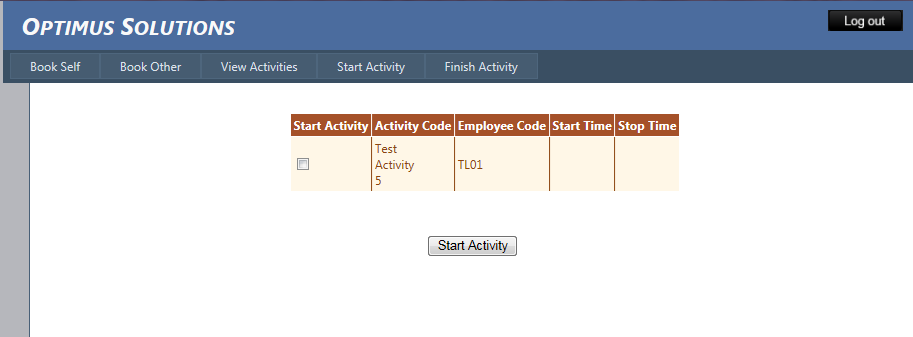 OPTIMUS SOLUTIONS
Log out
Book Self Book Other View Activities Start Activity Finish Activity
Start Activity Activity Code Employee Code Start Time Stop Time
Test
Activity
5
TL01
Start Activity